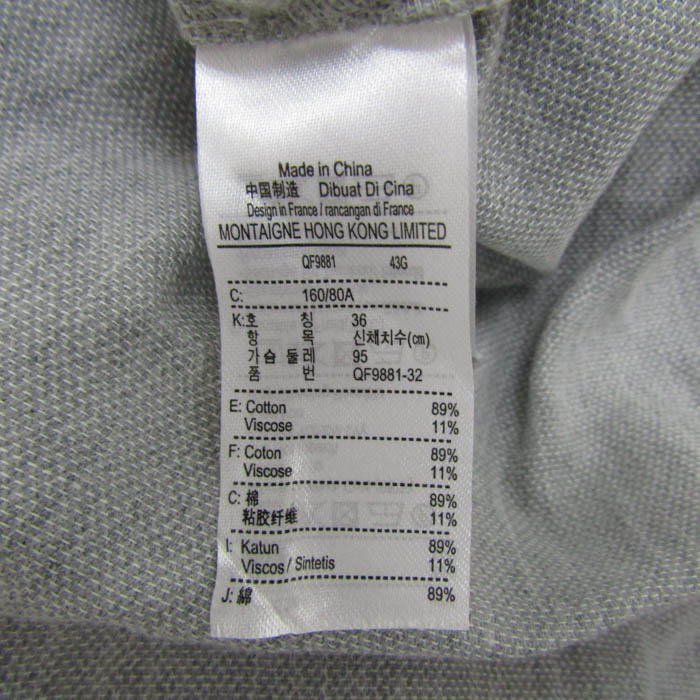 Made in China
中国制造 Dibuat Di Cina
Design in France / rancangan di France
MONTAIGNE HONG KONG LIMITED
QF9881 43G
C: 160/80A
K:호 칭 36
항 목 신체치수(cm)
가슴 둘레 95
품 번 QF9881-32
E: Cotton 89%
Viscose 11%
F: Coton 89%
Viscose 11%
C: 棉 89%
粘胶纤维 11%
I: Katun 89%
Viscos / Sintetis 11%
J: 綿 89%